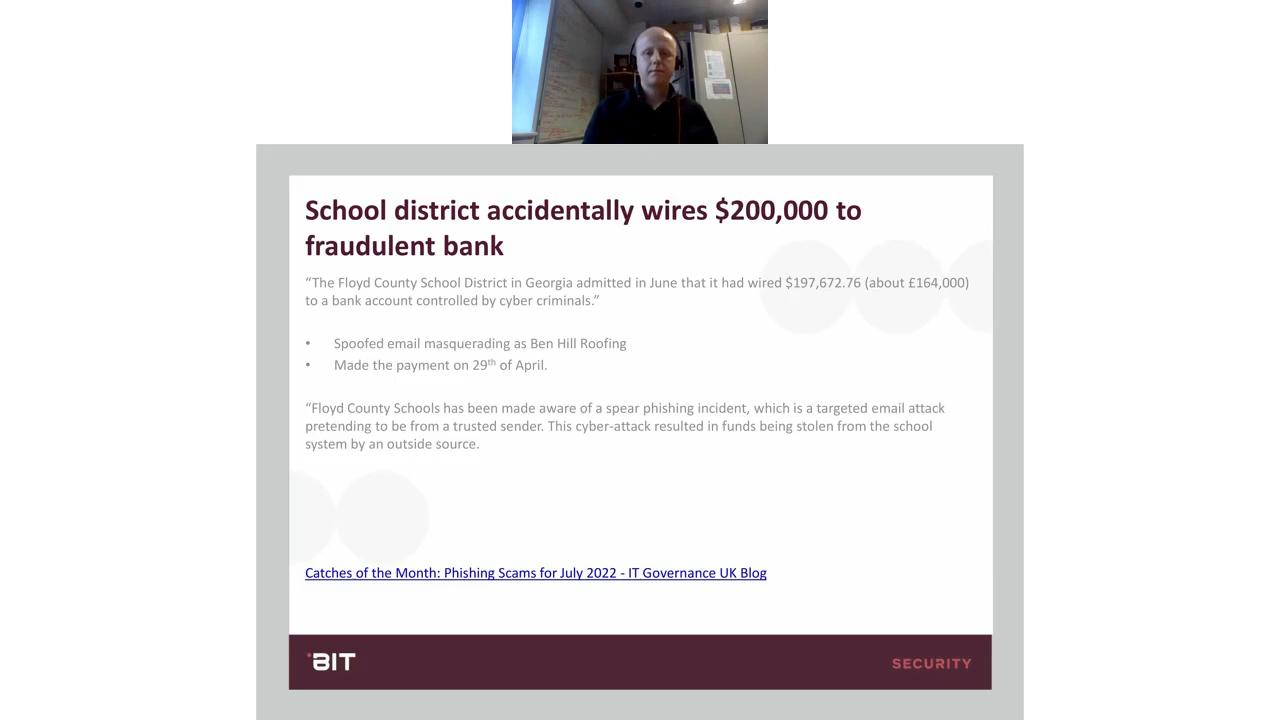 School district accidentally wires $200,000 to
fraudulent bank
“The Floyd County School District in Georgia admitted in June that it had wired $197,672.76 (about £164,000)
to a bank account controlled by cyber criminals.”
• Spoofed email masquerading as Ben Hill Roofing
• Made the payment on 29th of April.
“Floyd County Schools has been made aware of a spear phishing incident, which is a targeted email attack
pretending to be from a trusted sender. This cyber-attack resulted in funds being stolen from the school
system by an outside source.
Catches of the Month: Phishing Scams for July 2022 - IT Governance UK Blog
BIT
SECURITY